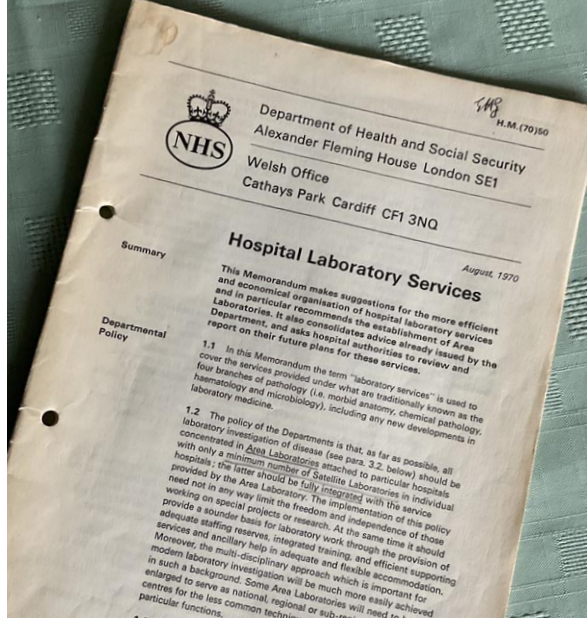 H.M.(70)50
NHS
Department of Health and Social Security
Alexander Fleming House London SE1
Welsh Office
Cathays Park Cardiff CF1 3NQ
August, 1970
Hospital Laboratory Services
Summary
This Memorandum makes suggestions for the more efficient
and economical organisation of hospital laboratory services
and in particular recommends the establishment of Area
Laboratories. It also consolidates advice already issued by the
Department, and asks hospital authorities to review and
report on their future plans for these services.
Departmental
Policy
1.1 In this Memorandum the term "laboratory services" is used to
cover the services provided under what are traditionally known as the
four branches of pathology (i.e. morbid anatomy, chemical pathology,
haematology and microbiology), including any new developments in
laboratory medicine.
1.2 The policy of the Departments is that, as far as possible, all
laboratory investigation of disease (see para. 3.2, below) should be
concentrated in Area Laboratories attached to particular hospitals
with only a minimum number of Satellite Laboratories in individual
hospitals; the latter should be fully integrated with the service
provided by the Area Laboratory. The implementation of this policy
need not in any way limit the freedom and independence of those
working on special projects or research. At the same time it should
provide a sounder basis for laboratory work through the provision of
adequate staffing reserves, integrated training, and efficient supporting
services and ancillary help in adequate and flexible accommodation.
Moreover, the multi-disciplinary approach which is important for
modern laboratory investigation will be much more easily achieved
in such a background. Some Area Laboratories will need to
enlarged to serve as national, regional or
centres for the less common
particular functions.